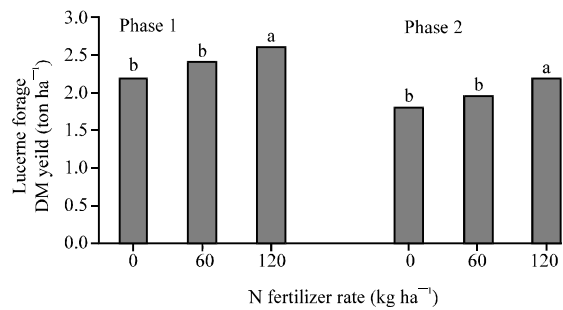 Phase 1
Phase 2
Lucerne forage
DM yeild (ton ha⁻¹)
3.0
2.5
2.0
1.5
1.0
0.5
0.0
b b a b b a
0 60 120 0 60 120
N fertilizer rate (kg ha⁻¹)